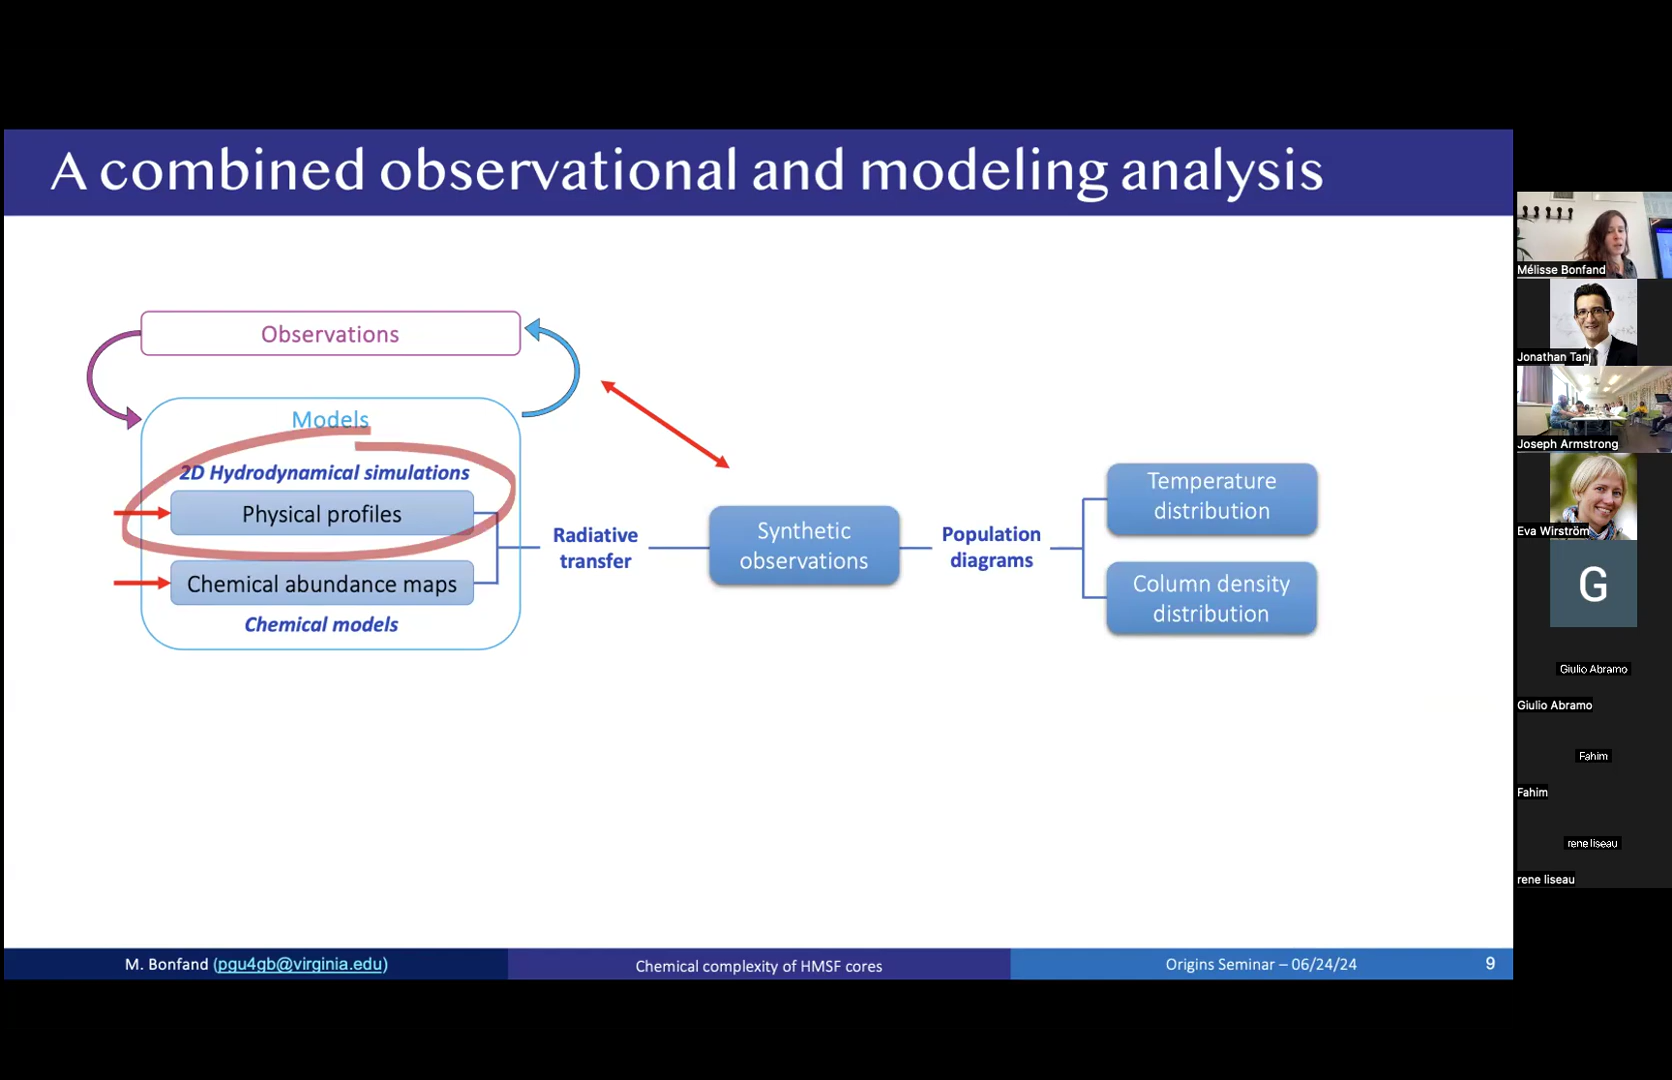 A combined observational and modeling analysis
Observations
Models
2D Hydrodynamical simulations
Physical profiles
Chemical abundance maps
Chemical models
Radiative
transfer
Synthetic
observations
Population
diagrams
Temperature
distribution
Column density
distribution
M. Bonfand (pgu4gb@virginia.edu)
Chemical complexity of HMSF cores
Origins Seminar – 06/24/24
9
Mélisse Bonfand
Jonathan Tan
Joseph Armstrong
Eva Wirström
G
Giulio Abramo
Giulio Abramo
Fahim
Fahim
rene liseau
rene liseau